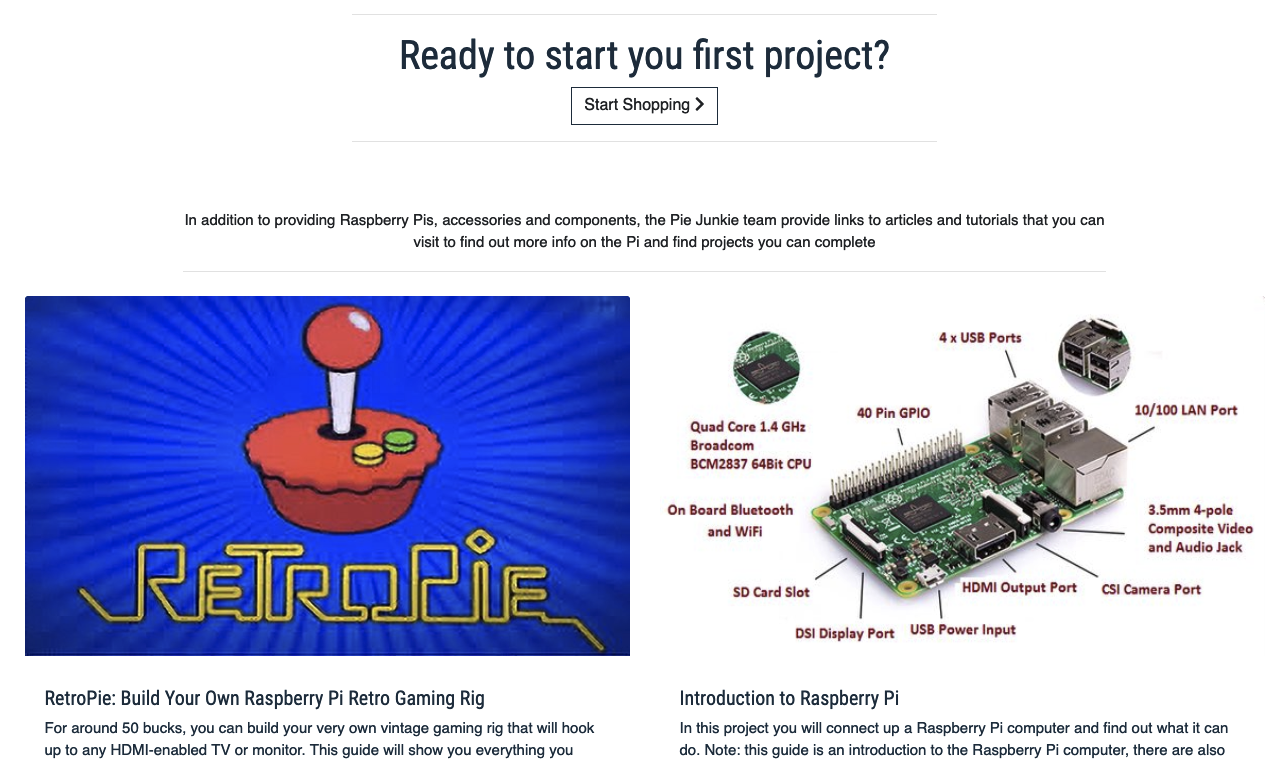 Ready to start you first project?
Start Shopping
In addition to providing Raspberry Pis, accessories and components, the Pie Junkie team provide links to articles and tutorials that you can
visit to find out more info on the Pi and find projects you can complete
RETROPIE
4 x USB Ports
10/100 LAN Port
40 Pin GPIO
Quad Core 1.4 GHz
Broadcom
BCM2837 64Bit CPU
On Board Bluetooth
and WiFi
3.5mm 4-pole
Composite Video
and Audio Jack
SD Card Slot
HDMI Output Port
CSI Camera Port
DSI Display Port
USB Power Input
RetroPie: Build Your Own Raspberry Pi Retro Gaming Rig
For around 50 bucks, you can build your very own vintage gaming rig that will hook
up to any HDMI-enabled TV or monitor. This guide will show you everything you
Introduction to Raspberry Pi
In this project you will connect up a Raspberry Pi computer and find out what it can
do. Note: this guide is an introduction to the Raspberry Pi computer, there are also